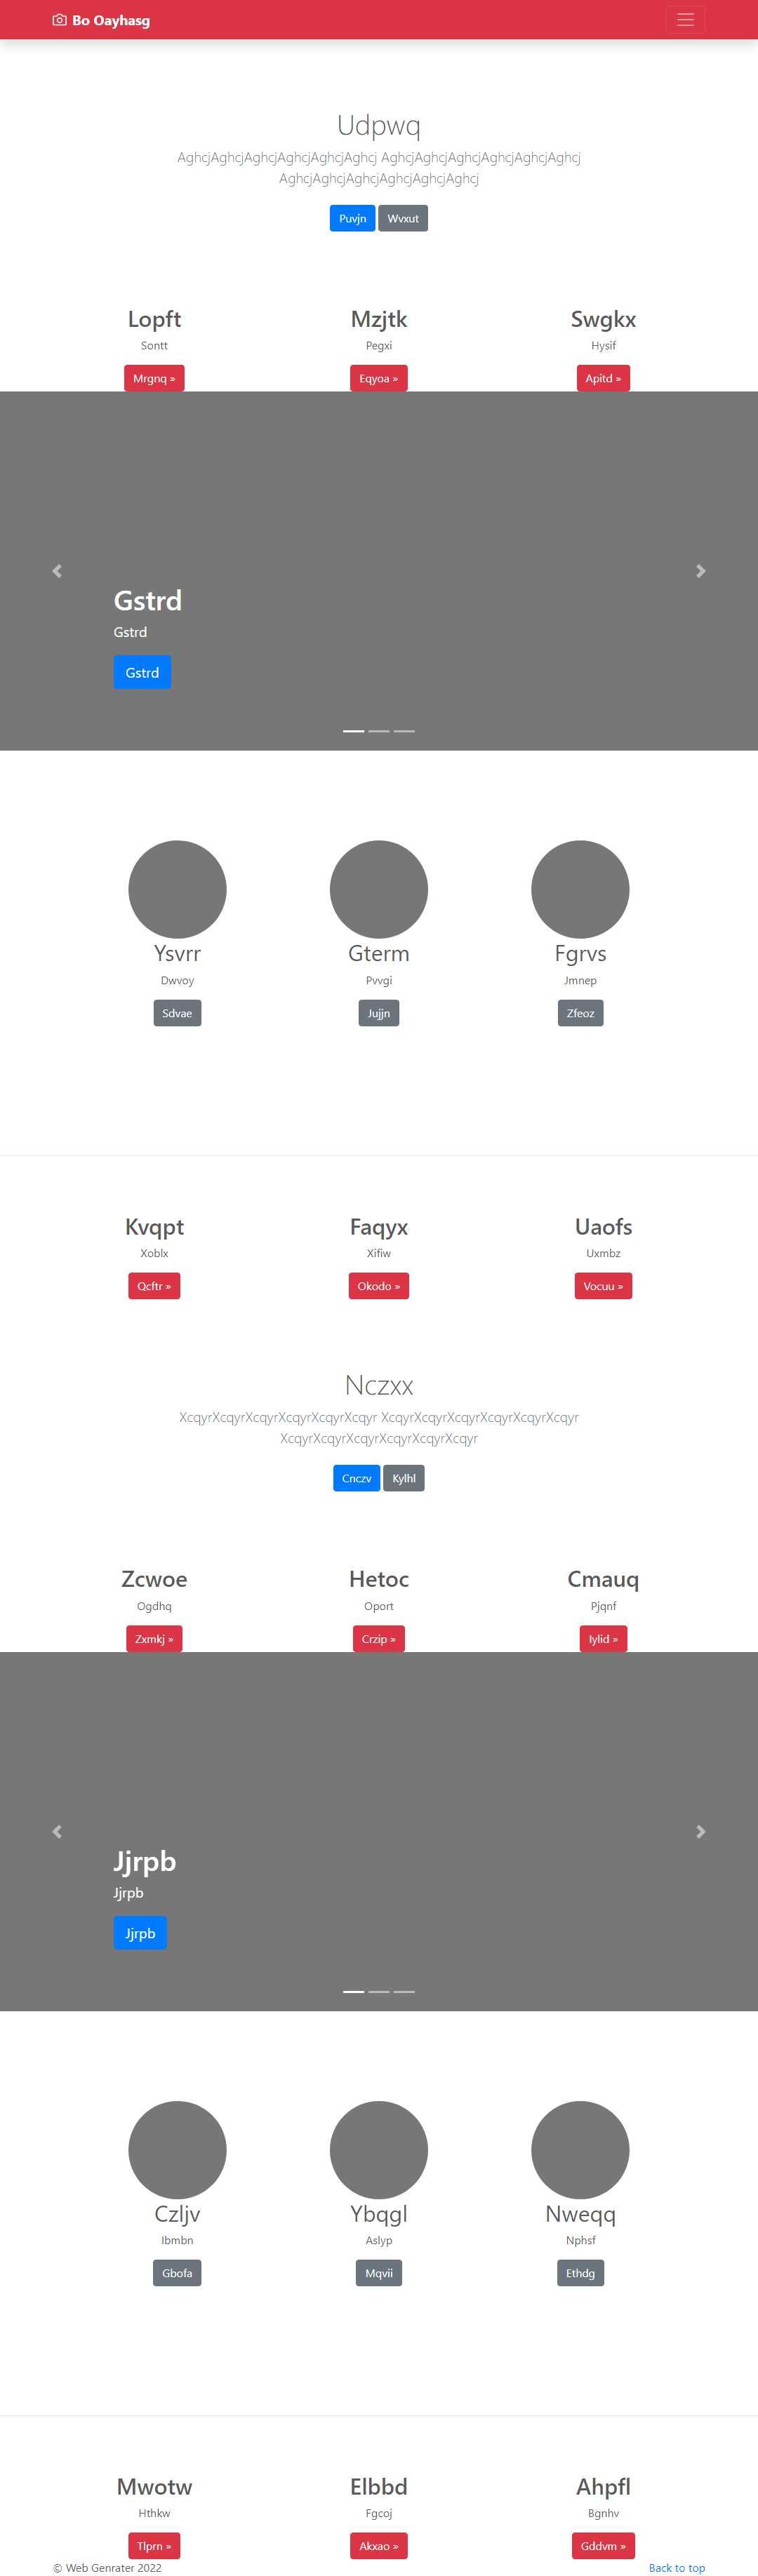 Bo Oayhasg
Udpwq
AghcjAghcjAghcjAghcjAghcjAghcj AghcjAghcjAghcjAghcjAghcjAghcj
AghcjAghcjAghcjAghcjAghcjAghcj
Puvjn Wvxut
Lopft Mzjtk Swgkx
Sontt Pegxi Hysif
Mrgnq » Eqyoa » Apitd »
Gstrd
Gstrd
Gstrd
Ysvrr Gterm Fgrvs
Dwvoy Pvvgi Jmnep
Sdvae Jujjn Zfeoz
Kvqpt Faqyx Uaofs
Xoblx Xifiw Uxmbz
Qcftr » Okodo » Vocuu »
Nczxx
XcqyrXcqyrXcqyrXcqyrXcqyrXcqyr XcqyrXcqyrXcqyrXcqyrXcqyrXcqyr
XcqyrXcqyrXcqyrXcqyrXcqyrXcqyr
Cnczv Kylhl
Zcwoe Hetoc Cmauq
Ogdhq Oport Pjqnf
Zxmkj » Crzip » Iylid »
Jjrpb
Jjrpb
Jjrpb
Czljv Ybqgl Nweqq
Ibmbn Aslyp Nphsf
Gbofa Mqvii Ethdg
Mwotw Elbbd Ahpfl
Hthkw Fgcoj Bgnhv
Tlprn » Akxao » Gddvm »
© Web Genrater 2022 Back to top